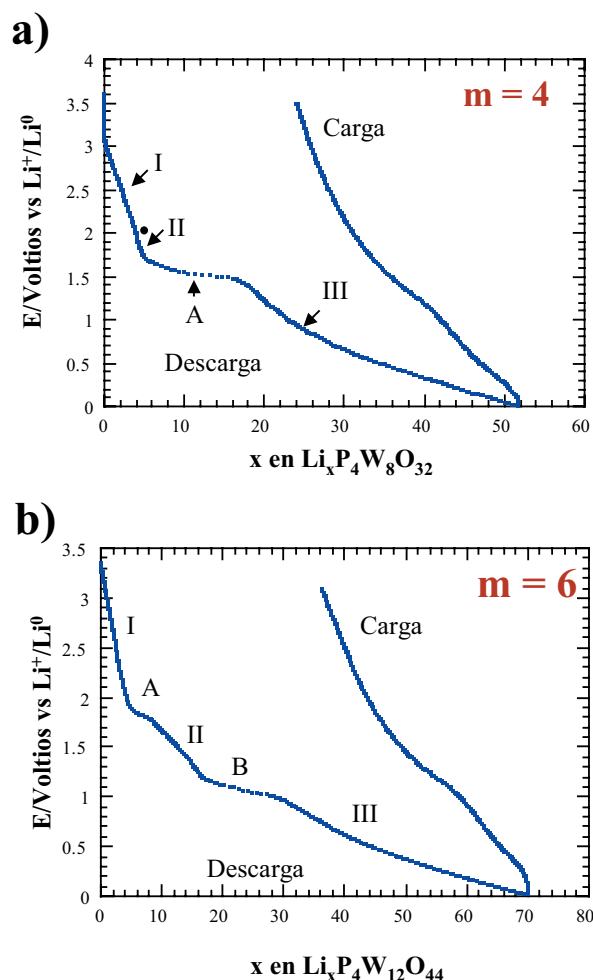 a)
m = 4
E/Voltios vs Li⁺/Li⁰
4
3.5
3
2.5
2
1.5
1
0.5
0
Carga
I
II
III
A
Descarga
0 10 20 30 40 50 60
x en LiₓP₄W₈O₃₂
b)
m = 6
E/Voltios vs Li⁺/Li⁰
3.5
3
2.5
2
1.5
1
0.5
0
I
Carga
A
II
B
III
Descarga
0 10 20 30 40 50 60 70 80
x en LiₓP₄W₁₂O₄₄